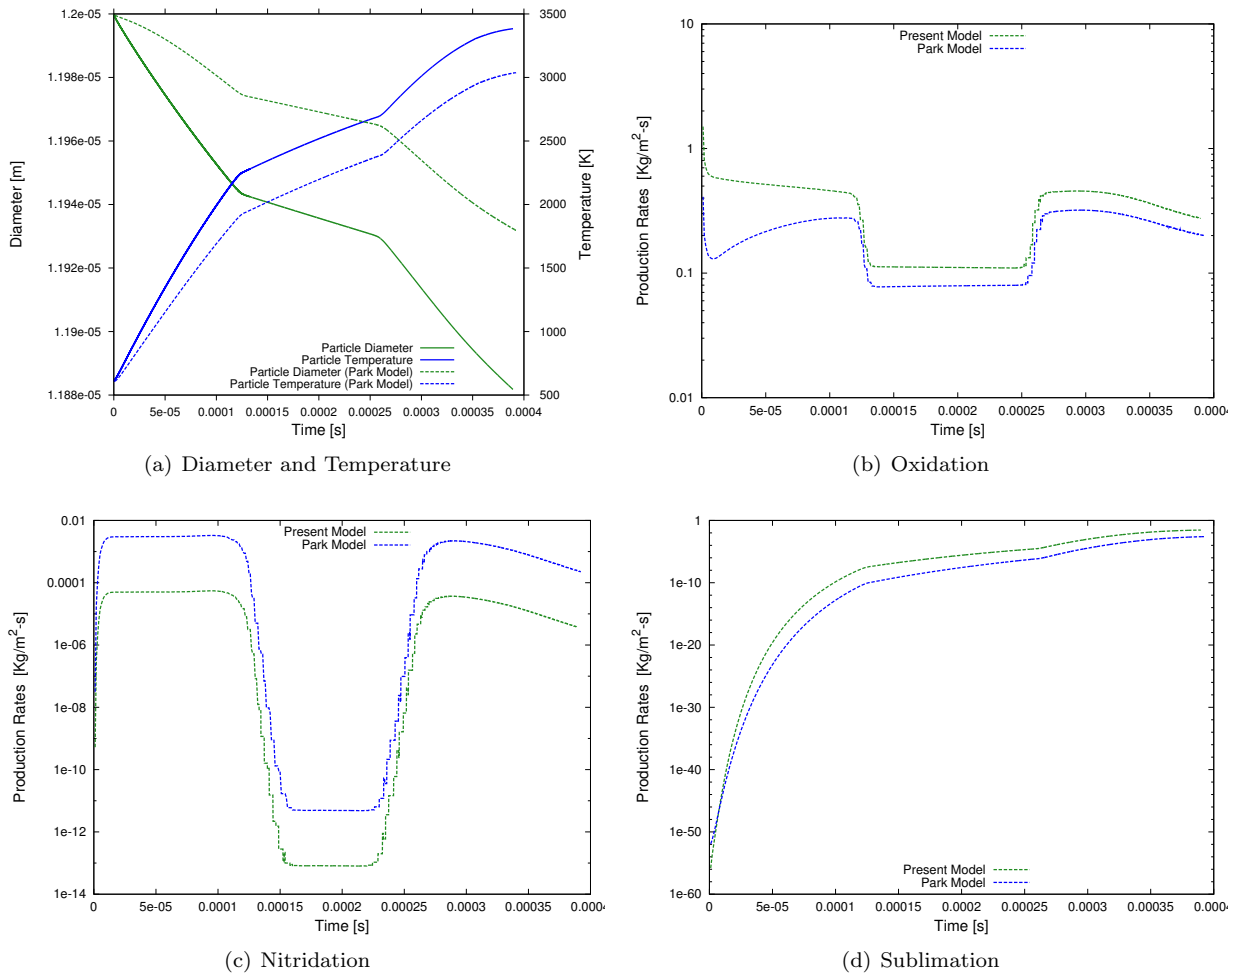 1.2e-05
1.198e-05
1.196e-05
1.194e-05
1.192e-05
1.19e-05
1.188e-05
Diameter [m]
3500
3000
2500
2000
1500
1000
500
Temperature [K]
Particle Diameter
Particle Temperature
Particle Diameter (Park Model)
Particle Temperature (Park Model)
0 5e-05 0.0001 0.00015 0.0002 0.00025 0.0003 0.00035 0.0004
Time [s]
(a) Diameter and Temperature
10
1
0.1
0.01
Production Rates [Kg/m²-s]
Present Model
Park Model
0 5e-05 0.0001 0.00015 0.0002 0.00025 0.0003 0.00035 0.0004
Time [s]
(b) Oxidation
0.01
0.0001
1e-06
1e-08
1e-10
1e-12
1e-14
Production Rates [Kg/m²-s]
Present Model
Park Model
0 5e-05 0.0001 0.00015 0.0002 0.00025 0.0003 0.00035 0.0004
Time [s]
(c) Nitridation
1
1e-10
1e-20
1e-30
1e-40
1e-50
1e-60
Production Rates [Kg/m²-s]
Present Model
Park Model
0 5e-05 0.0001 0.00015 0.0002 0.00025 0.0003 0.00035 0.0004
Time [s]
(d) Sublimation